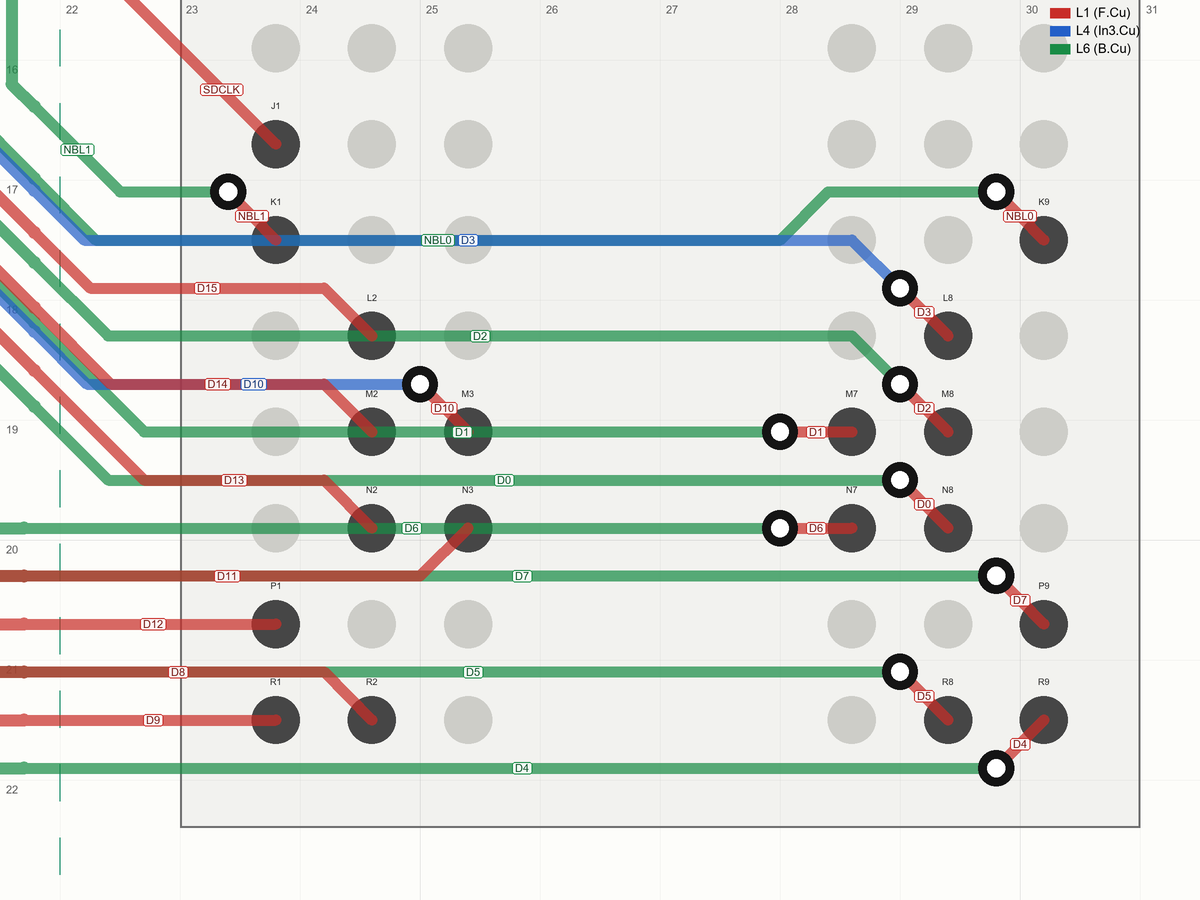 22 23 24 25 26 27 28 29 30 31
L1 (F.Cu)
L4 (In3.Cu)
L6 (B.Cu)
16
SDCLK
J1
NBL1
17
K1 K9
NBL1 NBL0
NBL0 D3
D15
L2 L8
18
D3
D2
D14 D10
M2 M3 M7 M8
D10 D2
19
D1 D1
D13 D0
N2 N3 N7 N8
D0
D6 D6
20
D11 D7
P1 P9
D7
D12
21
D8 D5
R1 R2 R8 R9
D5
D9
D4
D4
22